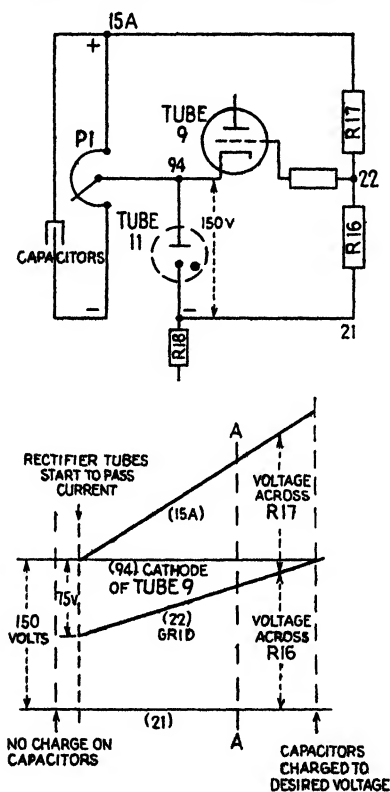 15A
+
P1
TUBE
9
R17
94
22
TUBE
11
150V
R16
CAPACITORS
−
−
21
R18
RECTIFIER TUBES
START TO PASS
CURRENT
A
(15A)
VOLTAGE
ACROSS
R17
(94) CATHODE
OF TUBE 9
150
VOLTS
75V
(22)
GRID
VOLTAGE
ACROSS
R16
(21)
NO CHARGE ON
CAPACITORS
A
CAPACITORS
CHARGED TO
DESIRED VOLTAGE